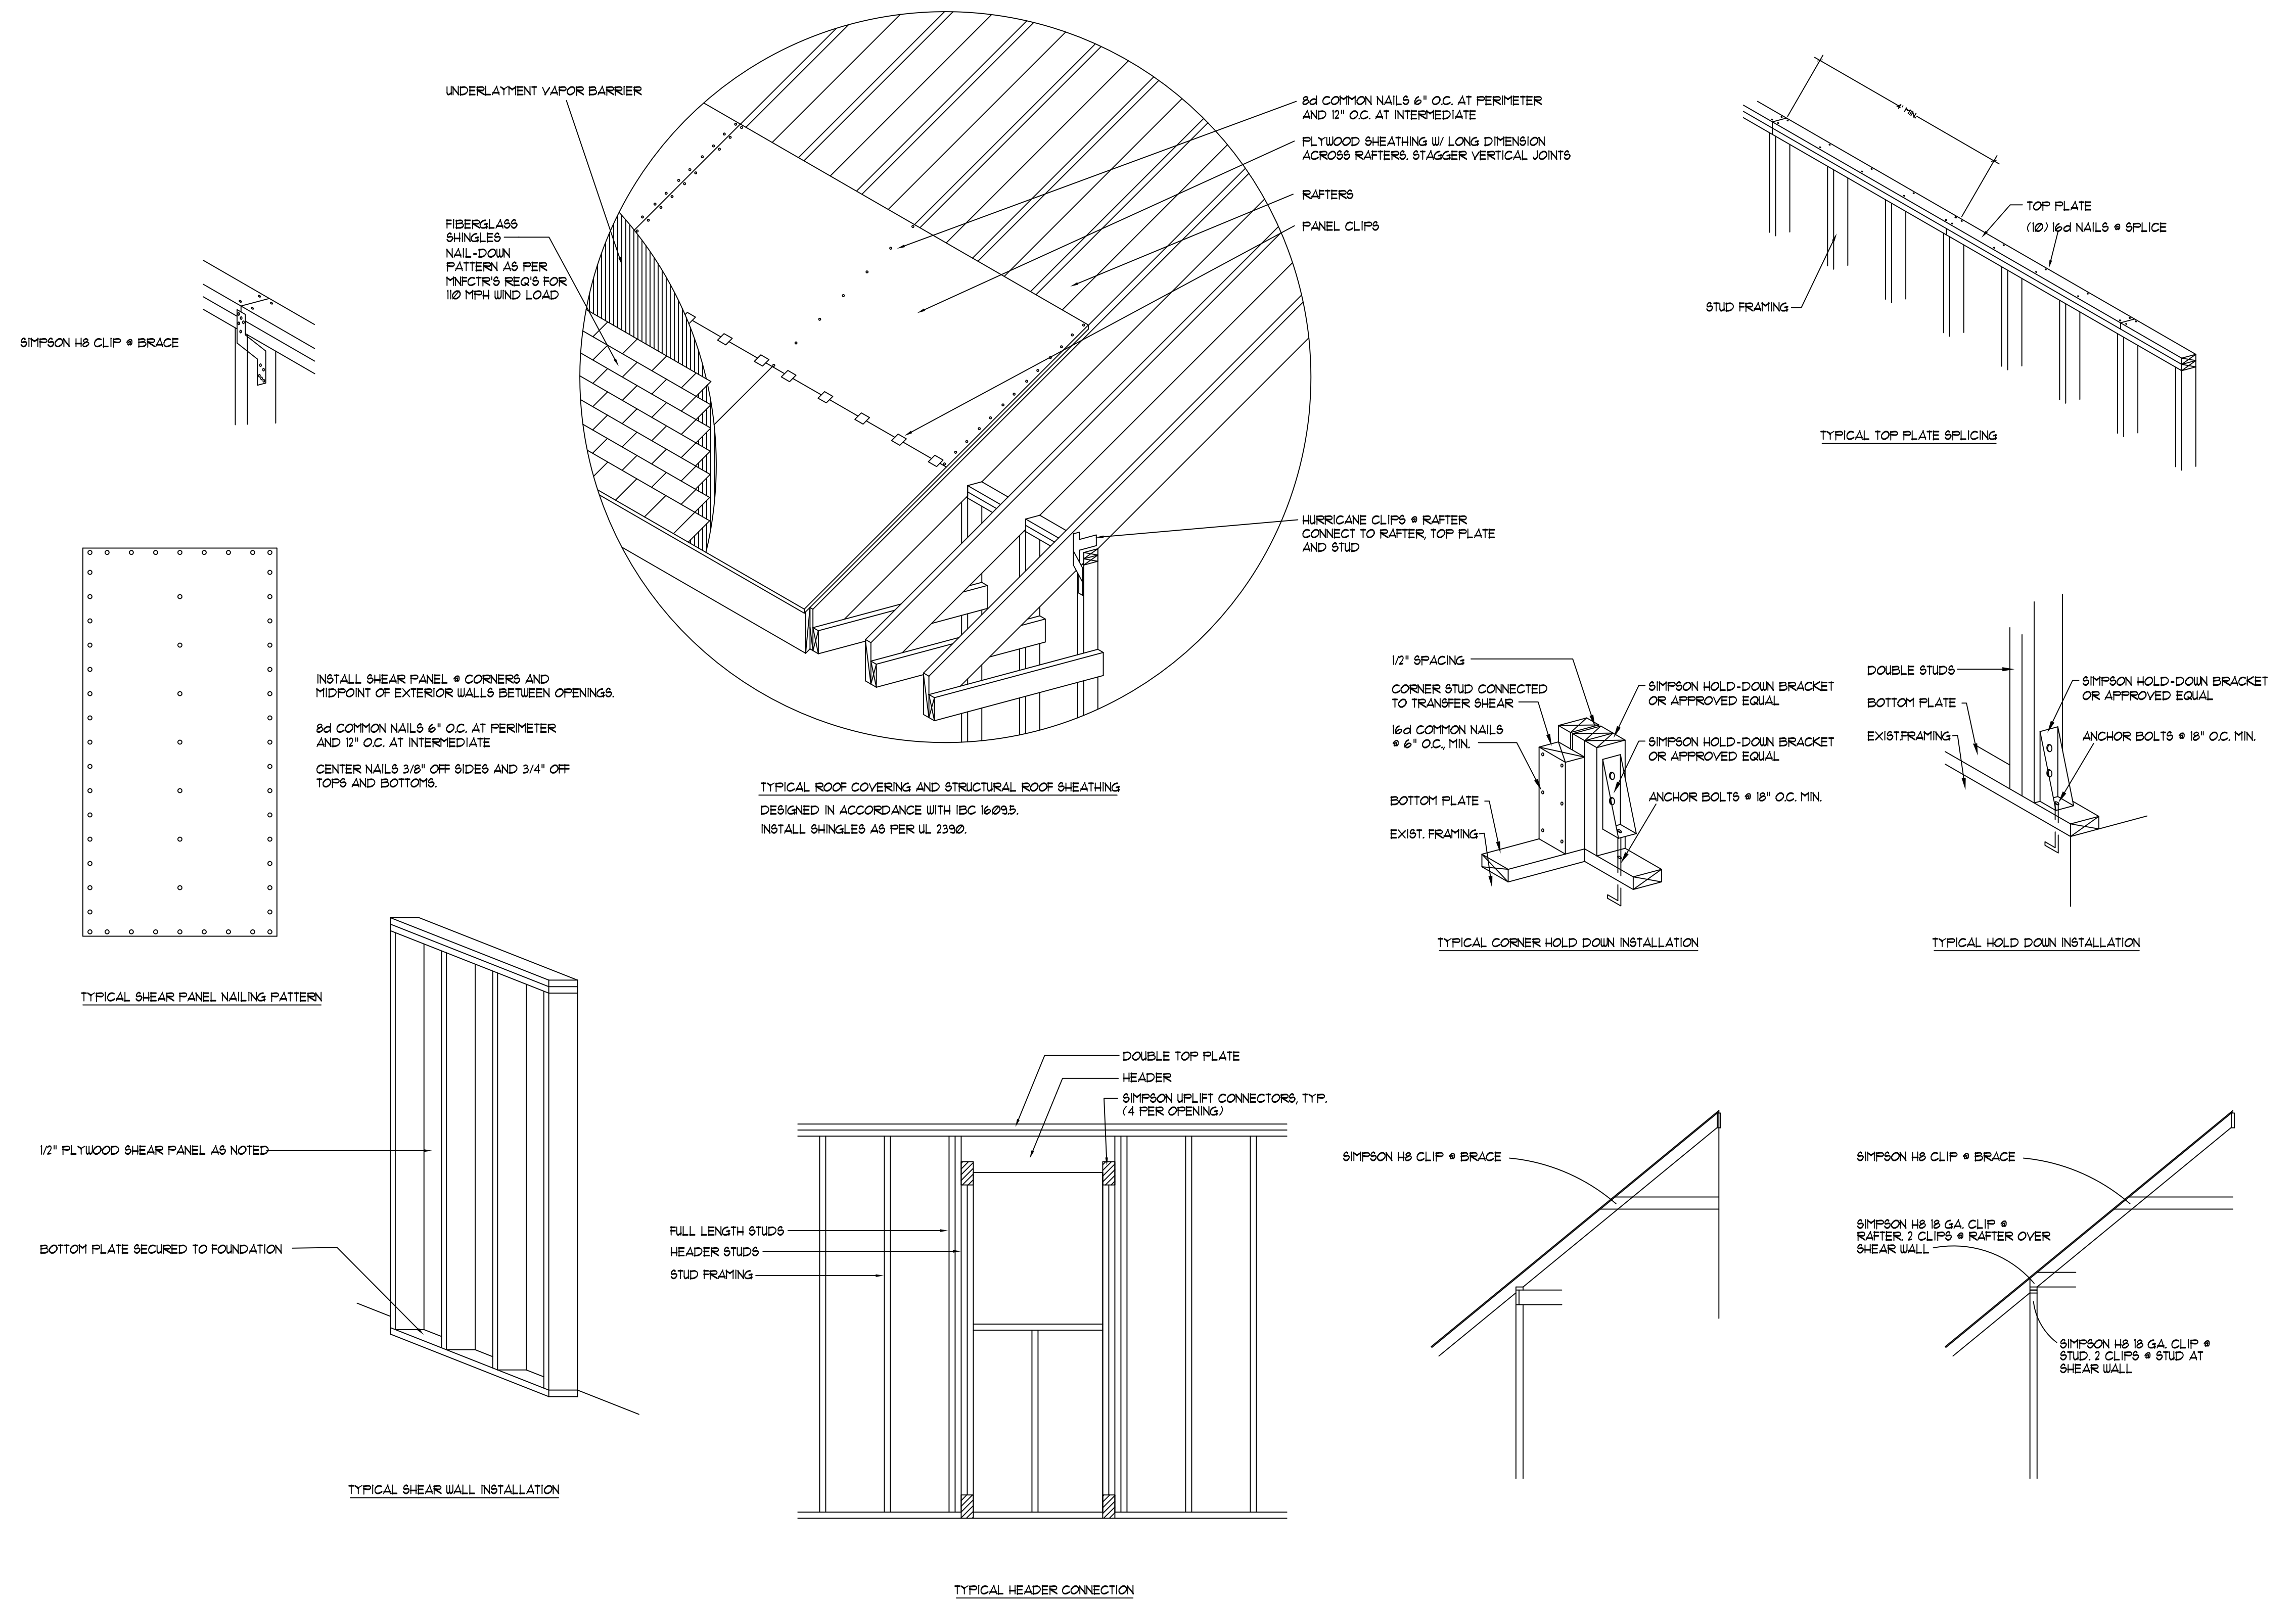 UNDERLAYMENT VAPOR BARRIER
FIBERGLASS
SHINGLES
NAIL-DOWN
PATTERN AS PER
MNFCTR'S REQ'S FOR
110 MPH WIND LOAD
8d COMMON NAILS 6" O.C. AT PERIMETER
AND 12" O.C. AT INTERMEDIATE
PLYWOOD SHEATHING W/ LONG DIMENSION
ACROSS RAFTERS. STAGGER VERTICAL JOINTS
RAFTERS
PANEL CLIPS
HURRICANE CLIPS @ RAFTER
CONNECT TO RAFTER, TOP PLATE
AND STUD
TYPICAL ROOF COVERING AND STRUCTURAL ROOF SHEATHING
DESIGNED IN ACCORDANCE WITH IBC 1609.5.
INSTALL SHINGLES AS PER UL 2390.
4' MIN.
TOP PLATE
(10) 16d NAILS @ SPLICE
STUD FRAMING
TYPICAL TOP PLATE SPLICING
SIMPSON H8 CLIP @ BRACE
INSTALL SHEAR PANEL @ CORNERS AND
MIDPOINT OF EXTERIOR WALLS BETWEEN OPENINGS.
8d COMMON NAILS 6" O.C. AT PERIMETER
AND 12" O.C. AT INTERMEDIATE
CENTER NAILS 3/8" OFF SIDES AND 3/4" OFF
TOPS AND BOTTOMS.
TYPICAL SHEAR PANEL NAILING PATTERN
1/2" SPACING
CORNER STUD CONNECTED
TO TRANSFER SHEAR
16d COMMON NAILS
@ 6" O.C., MIN.
BOTTOM PLATE
EXIST. FRAMING
SIMPSON HOLD-DOWN BRACKET
OR APPROVED EQUAL
SIMPSON HOLD-DOWN BRACKET
OR APPROVED EQUAL
ANCHOR BOLTS @ 18" O.C. MIN.
TYPICAL CORNER HOLD DOWN INSTALLATION
DOUBLE STUDS
BOTTOM PLATE
EXIST.FRAMING
SIMPSON HOLD-DOWN BRACKET
OR APPROVED EQUAL
ANCHOR BOLTS @ 18" O.C. MIN.
TYPICAL HOLD DOWN INSTALLATION
1/2" PLYWOOD SHEAR PANEL AS NOTED
BOTTOM PLATE SECURED TO FOUNDATION
TYPICAL SHEAR WALL INSTALLATION
DOUBLE TOP PLATE
HEADER
SIMPSON UPLIFT CONNECTORS, TYP.
(4 PER OPENING)
FULL LENGTH STUDS
HEADER STUDS
STUD FRAMING
TYPICAL HEADER CONNECTION
SIMPSON H8 CLIP @ BRACE
SIMPSON H8 CLIP @ BRACE
SIMPSON H8 18 GA. CLIP @
RAFTER. 2 CLIPS @ RAFTER OVER
SHEAR WALL
SIMPSON H8 18 GA. CLIP @
STUD. 2 CLIPS @ STUD AT
SHEAR WALL